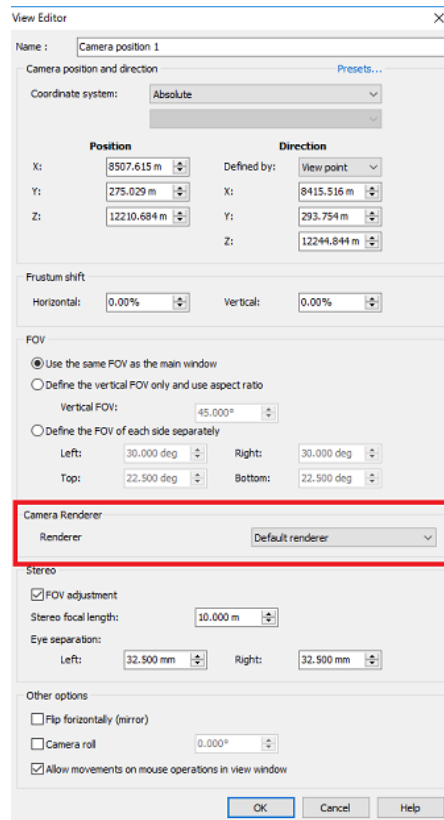 View Editor
Name : Camera position 1
Camera position and direction Presets...
Coordinate system: Absolute
Position Direction
X: 8507.615 m Defined by: View point
Y: 275.029 m X: 8415.516 m
Z: 12210.684 m Y: 293.754 m
Z: 12244.844 m
Frustum shift
Horizontal: 0.00% Vertical: 0.00%
FOV
Use the same FOV as the main window
Define the vertical FOV only and use aspect ratio
Vertical FOV: 45.000°
Define the FOV of each side separately
Left: 30.000 deg Right: 30.000 deg
Top: 22.500 deg Bottom: 22.500 deg
Camera Renderer
Renderer Default renderer
Stereo
FOV adjustment
Stereo focal length: 10.000 m
Eye separation:
Left: 32.500 mm Right: 32.500 mm
Other options
Flip forizontally (mirror)
Camera roll 0.000°
Allow movements on mouse operations in view window
OK Cancel Help